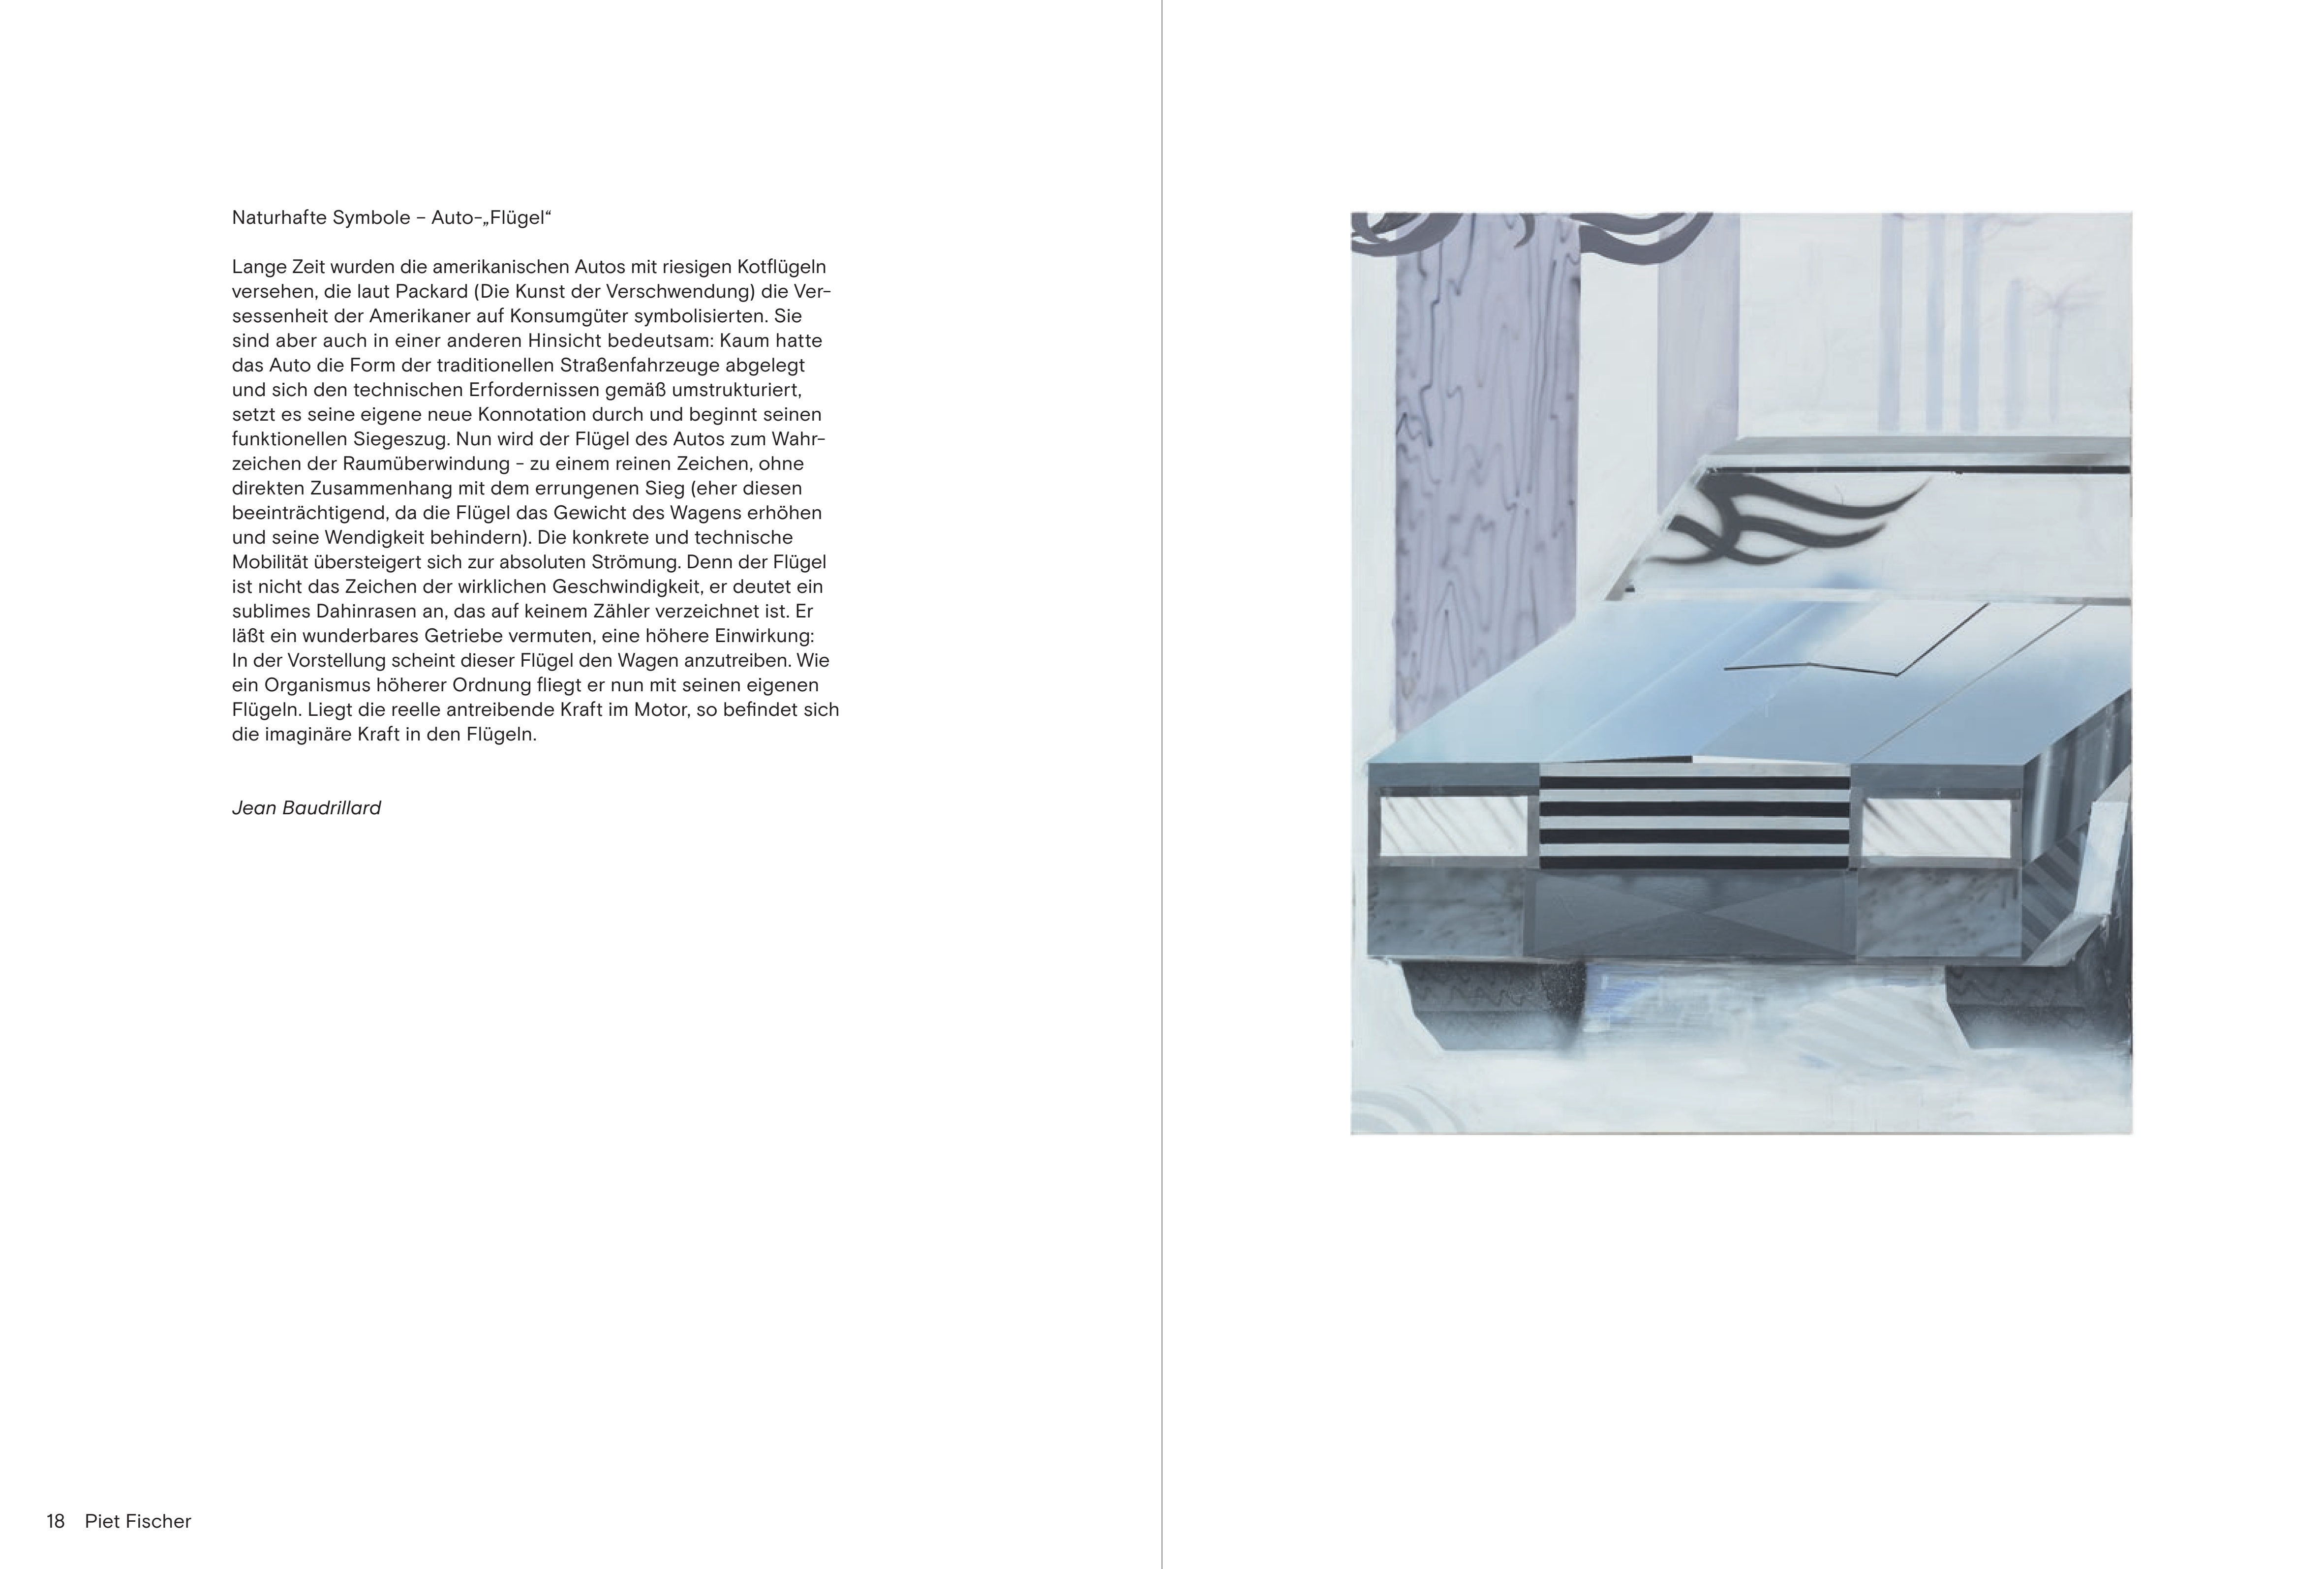 Naturhafte Symbole – Auto-„Flügel“
Lange Zeit wurden die amerikanischen Autos mit riesigen Kotflügeln
versehen, die laut Packard (Die Kunst der Verschwendung) die Ver-
sessenheit der Amerikaner auf Konsumgüter symbolisierten. Sie
sind aber auch in einer anderen Hinsicht bedeutsam: Kaum hatte
das Auto die Form der traditionellen Straßenfahrzeuge abgelegt
und sich den technischen Erfordernissen gemäß umstrukturiert,
setzt es seine eigene neue Konnotation durch und beginnt seinen
funktionellen Siegeszug. Nun wird der Flügel des Autos zum Wahr-
zeichen der Raumüberwindung - zu einem reinen Zeichen, ohne
direkten Zusammenhang mit dem errungenen Sieg (eher diesen
beeinträchtigend, da die Flügel das Gewicht des Wagens erhöhen
und seine Wendigkeit behindern). Die konkrete und technische
Mobilität übersteigert sich zur absoluten Strömung. Denn der Flügel
ist nicht das Zeichen der wirklichen Geschwindigkeit, er deutet ein
sublimes Dahinrasen an, das auf keinem Zähler verzeichnet ist. Er
läßt ein wunderbares Getriebe vermuten, eine höhere Einwirkung:
In der Vorstellung scheint dieser Flügel den Wagen anzutreiben. Wie
ein Organismus höherer Ordnung fliegt er nun mit seinen eigenen
Flügeln. Liegt die reelle antreibende Kraft im Motor, so befindet sich
die imaginäre Kraft in den Flügeln.
Jean Baudrillard
18 Piet Fischer